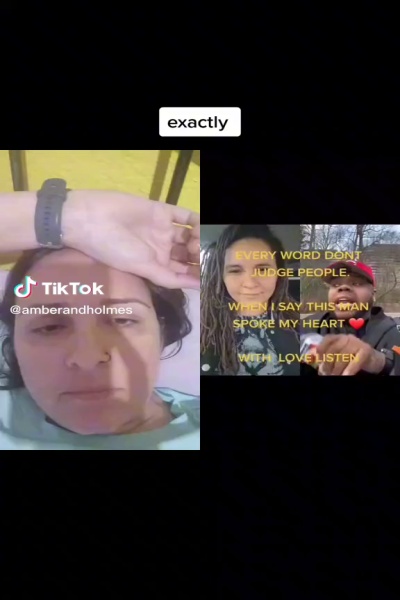 exactly
TikTok
@amberandholmes
EVERY WORD DONT
JUDGE PEOPLE.
WHEN I SAY THIS MAN
SPOKE MY HEART ❤️
WITH LOVE LISTEN